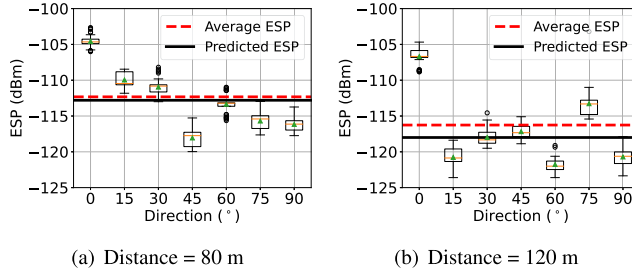 −100
−105
−110
−115
−120
−125
ESP (dBm)
Average ESP
Predicted ESP
0 15 30 45 60 75 90
Direction (°)
(a) Distance = 80 m
−100
−105
−110
−115
−120
−125
ESP (dBm)
Average ESP
Predicted ESP
0 15 30 45 60 75 90
Direction (°)
(b) Distance = 120 m